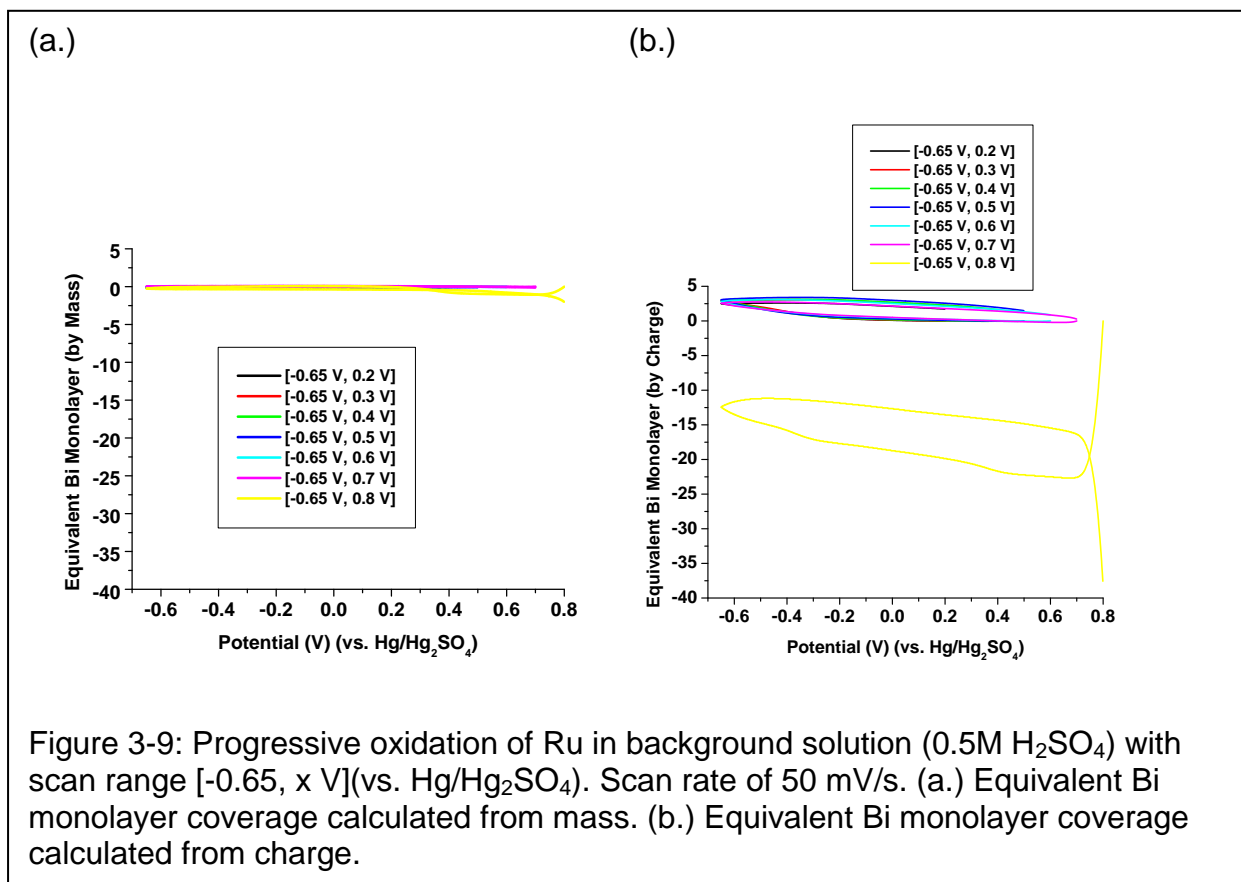 (a.)
(b.)
5
0
-5
-10
-15
-20
-25
-30
-35
-40
-0.6
-0.4
-0.2
0.0
0.2
0.4
0.6
0.8
Equivalent Bi Monolayer (by Mass)
Potential (V) (vs. Hg/Hg₂SO₄)
[-0.65 V, 0.2 V]
[-0.65 V, 0.3 V]
[-0.65 V, 0.4 V]
[-0.65 V, 0.5 V]
[-0.65 V, 0.6 V]
[-0.65 V, 0.7 V]
[-0.65 V, 0.8 V]
[-0.65 V, 0.2 V]
[-0.65 V, 0.3 V]
[-0.65 V, 0.4 V]
[-0.65 V, 0.5 V]
[-0.65 V, 0.6 V]
[-0.65 V, 0.7 V]
[-0.65 V, 0.8 V]
5
0
-5
-10
-15
-20
-25
-30
-35
-40
-0.6
-0.4
-0.2
0.0
0.2
0.4
0.6
0.8
Equivalent Bi Monolayer (by Charge)
Potential (V) (vs. Hg/Hg₂SO₄)
Figure 3-9: Progressive oxidation of Ru in background solution (0.5M H₂SO₄) with
scan range [-0.65, x V](vs. Hg/Hg₂SO₄). Scan rate of 50 mV/s. (a.) Equivalent Bi
monolayer coverage calculated from mass. (b.) Equivalent Bi monolayer coverage
calculated from charge.